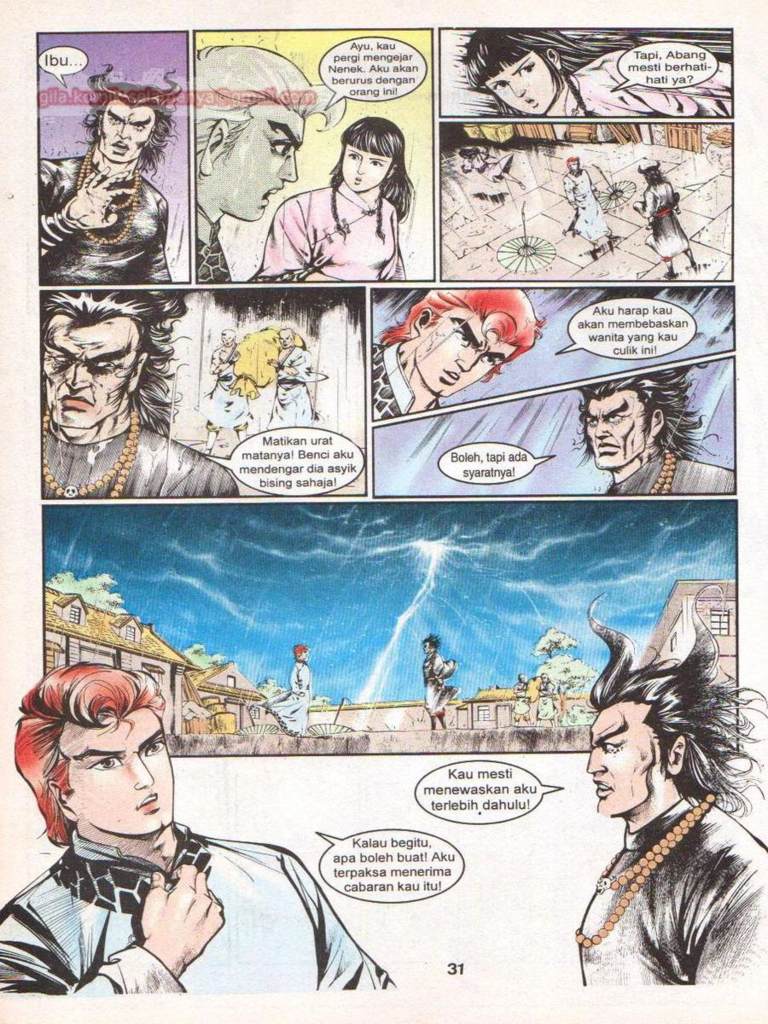 Ibu...
Ayu, kau
pergi mengejar
Nenek. Aku akan
berurus dengan
orang ini!
Tapi, Abang
mesti berhati-
hati ya?
Matikan urat
matanya! Benci aku
mendengar dia asyik
bising sahaja!
Aku harap kau
akan membebaskan
wanita yang kau
culik ini!
Boleh, tapi ada
syaratnya!
Kau mesti
menewaskan aku
terlebih dahulu!
Kalau begitu,
apa boleh buat! Aku
terpaksa menerima
cabaran kau itu!
31